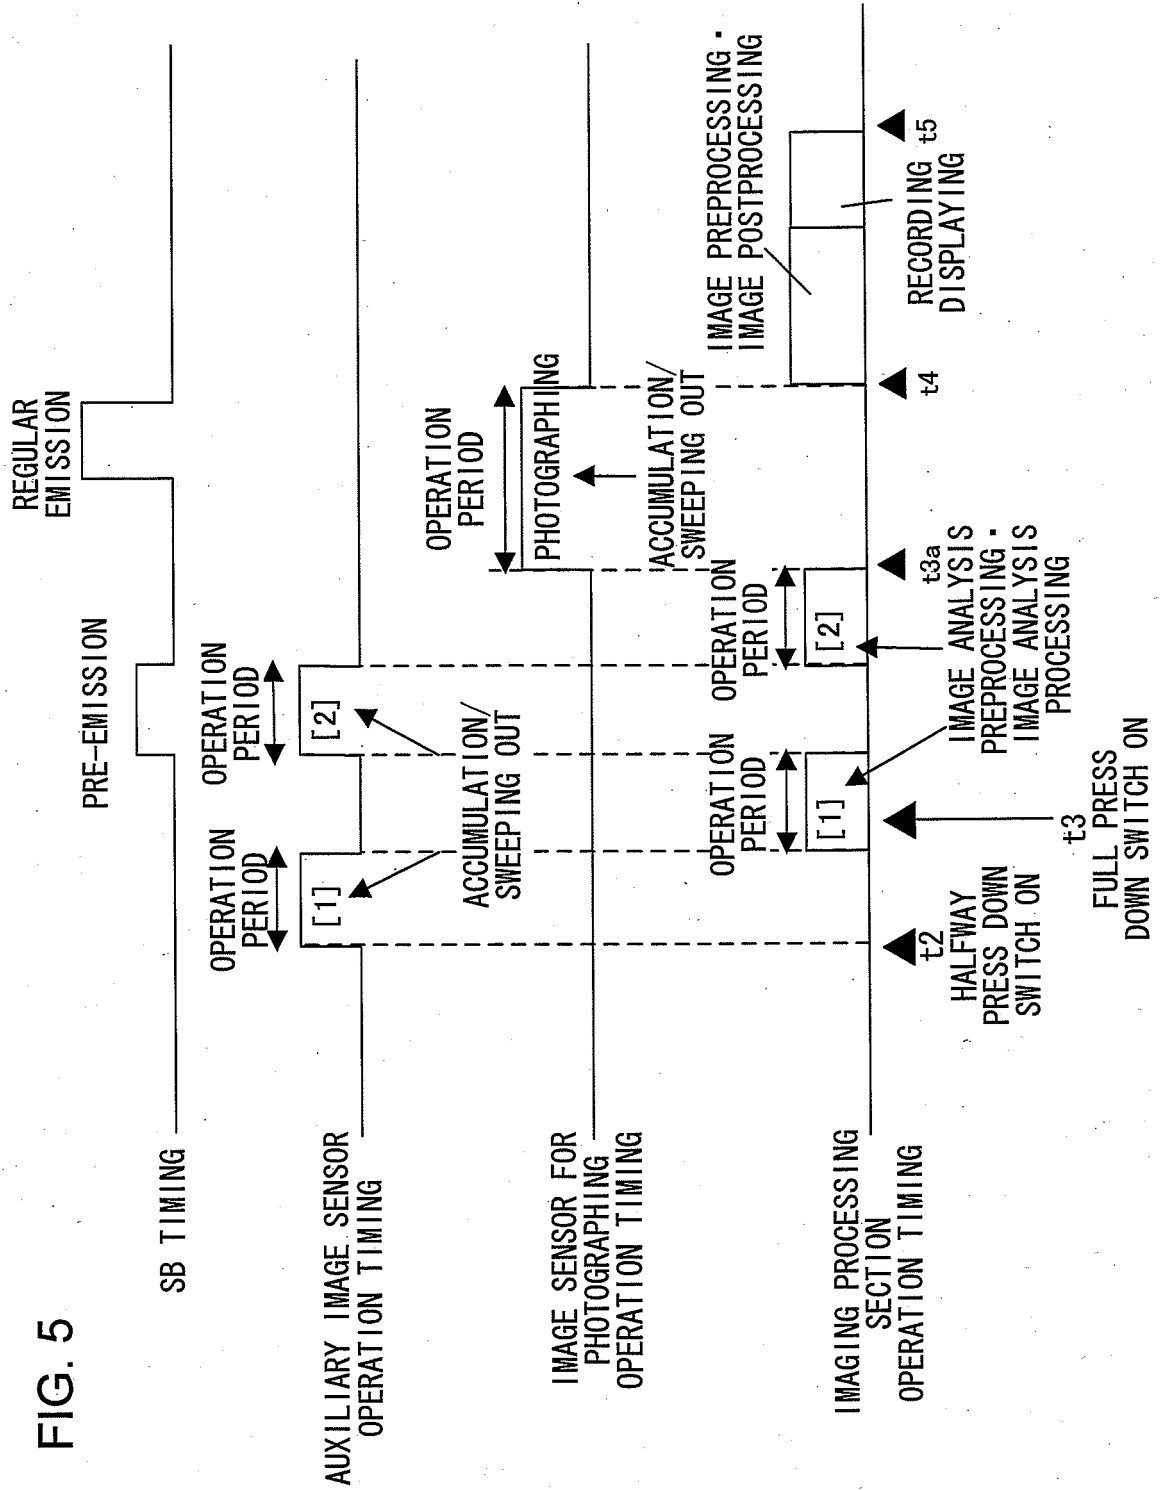 FIG. 5
SB TIMING
PRE-EMISSION
REGULAR
EMISSION
AUXILIARY IMAGE SENSOR
OPERATION TIMING
OPERATION
PERIOD
[1]
OPERATION
PERIOD
[2]
ACCUMULATION/
SWEEPING OUT
IMAGE SENSOR FOR
PHOTOGRAPHING
OPERATION TIMING
OPERATION
PERIOD
PHOTOGRAPHING
ACCUMULATION/
SWEEPING OUT
IMAGING PROCESSING
SECTION
OPERATION TIMING
OPERATION
PERIOD
[1]
OPERATION
PERIOD
[2]
IMAGE PREPROCESSING・
IMAGE POSTPROCESSING
RECORDING
DISPLAYING
t2
HALFWAY
PRESS DOWN
SWITCH ON
t3
FULL PRESS
DOWN SWITCH ON
IMAGE ANALYSIS
PREPROCESSING・
IMAGE ANALYSIS
PROCESSING
t3a
t4
t5